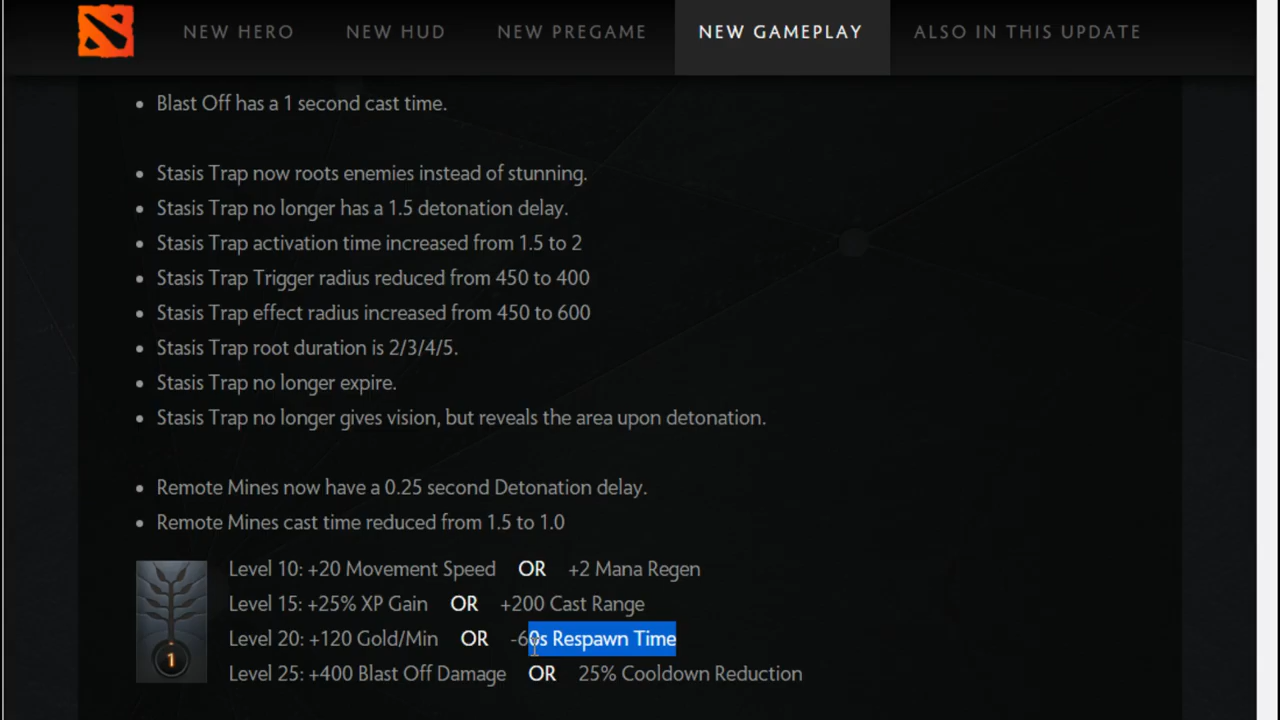 NEW HERO NEW HUD NEW PREGAME NEW GAMEPLAY ALSO IN THIS UPDATE
• Blast Off has a 1 second cast time.
• Stasis Trap now roots enemies instead of stunning.
• Stasis Trap no longer has a 1.5 detonation delay.
• Stasis Trap activation time increased from 1.5 to 2
• Stasis Trap Trigger radius reduced from 450 to 400
• Stasis Trap effect radius increased from 450 to 600
• Stasis Trap root duration is 2/3/4/5.
• Stasis Trap no longer expire.
• Stasis Trap no longer gives vision, but reveals the area upon detonation.
• Remote Mines now have a 0.25 second Detonation delay.
• Remote Mines cast time reduced from 1.5 to 1.0
Level 10: +20 Movement Speed OR +2 Mana Regen
Level 15: +25% XP Gain OR +200 Cast Range
Level 20: +120 Gold/Min OR -60s Respawn Time
1
Level 25: +400 Blast Off Damage OR 25% Cooldown Reduction